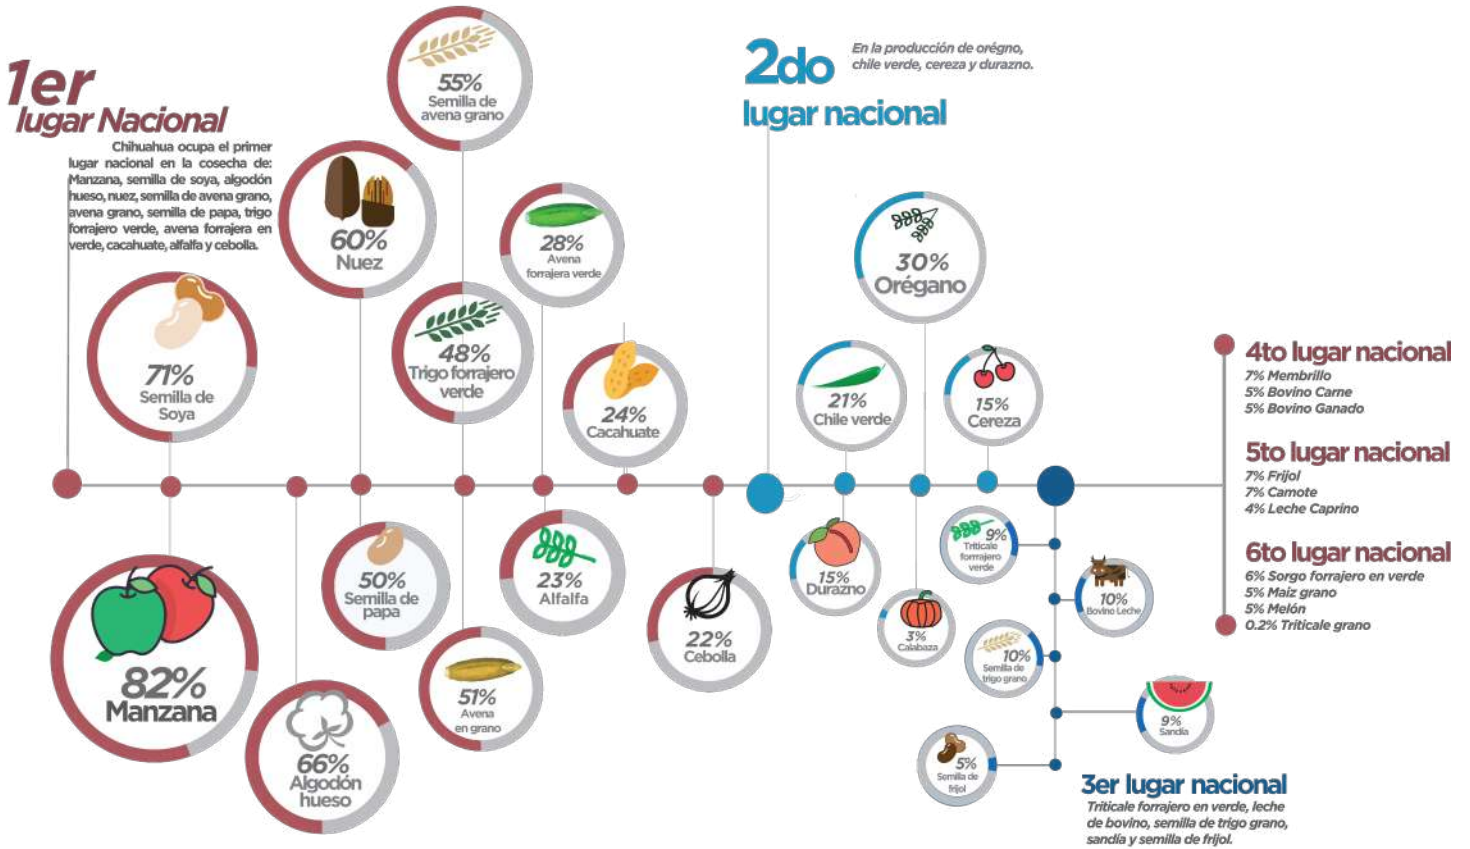 1er
lugar Nacional
Chihuahua ocupa el primer
lugar nacional en la cosecha de:
Manzana, semilla de soya, algodón
hueso, nuez, semilla de avena grano,
avena grano, semilla de papa, trigo
forrajero verde, avena forrajera en
verde, cacahuate, alfalfa y cebolla.
55%
Semilla de
avena grano
60%
Nuez
28%
Avena
forrajera verde
71%
Semilla de
Soya
48%
Trigo forrajero
verde
24%
Cacahuate
82%
Manzana
66%
Algodón
hueso
50%
Semilla de
papa
51%
Avena
en grano
23%
Alfalfa
22%
Cebolla
2do
lugar nacional
En la producción de orégno,
chile verde, cereza y durazno.
30%
Orégano
21%
Chile verde
15%
Cereza
15%
Durazno
3%
Calabaza
9%
Triticale
forrrajero
verde
10%
Bovino Leche
10%
Semilla de
trigo grano
9%
Sandía
5%
Semilla de
frijol
3er lugar nacional
Triticale forrajero en verde, leche
de bovino, semilla de trigo grano,
sandía y semilla de frijol.
4to lugar nacional
7% Membrillo
5% Bovino Carne
5% Bovino Ganado
5to lugar nacional
7% Frijol
7% Camote
4% Leche Caprino
6to lugar nacional
6% Sorgo forrajero en verde
5% Maiz grano
5% Melón
0.2% Triticale grano